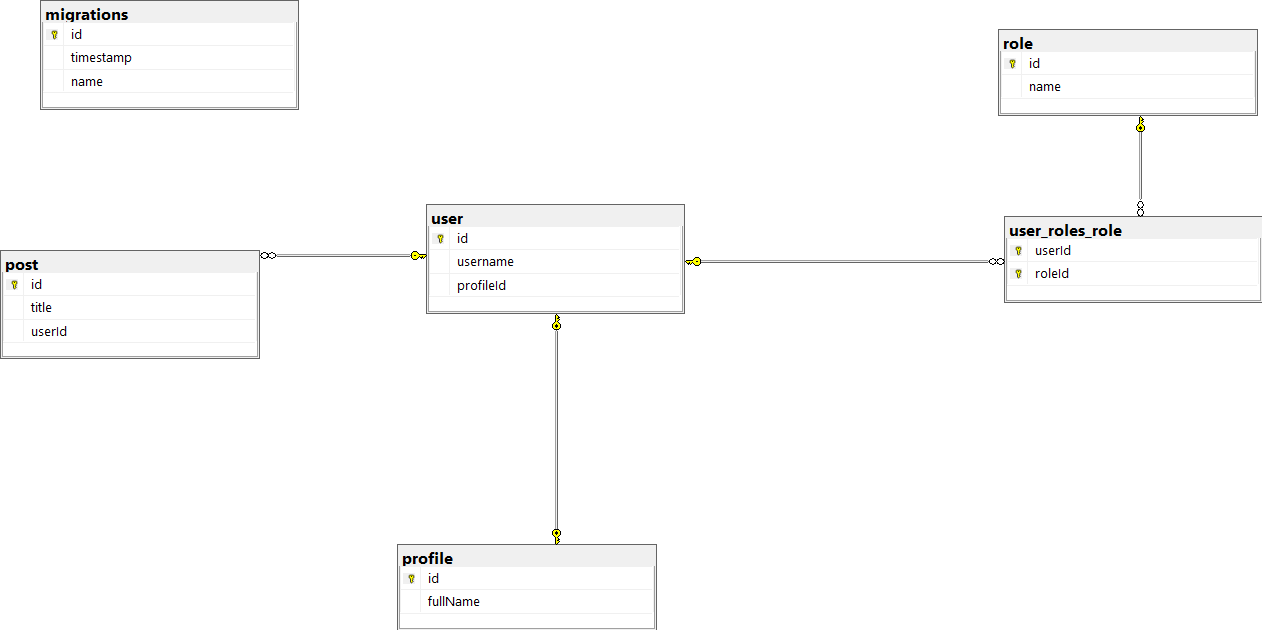 migrations
id
timestamp
name
role
id
name
user
id
username
profileId
user_roles_role
userId
roleId
post
id
title
userId
profile
id
fullName